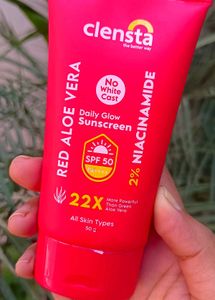 clensta
the better way
RED ALOE VERA
No
White
Cast
Daily Glow
Sunscreen
SPF 50
2% NIACINAMIDE
22X
More Powerful
Than Green
Aloe Vera
All Skin Types
50 g